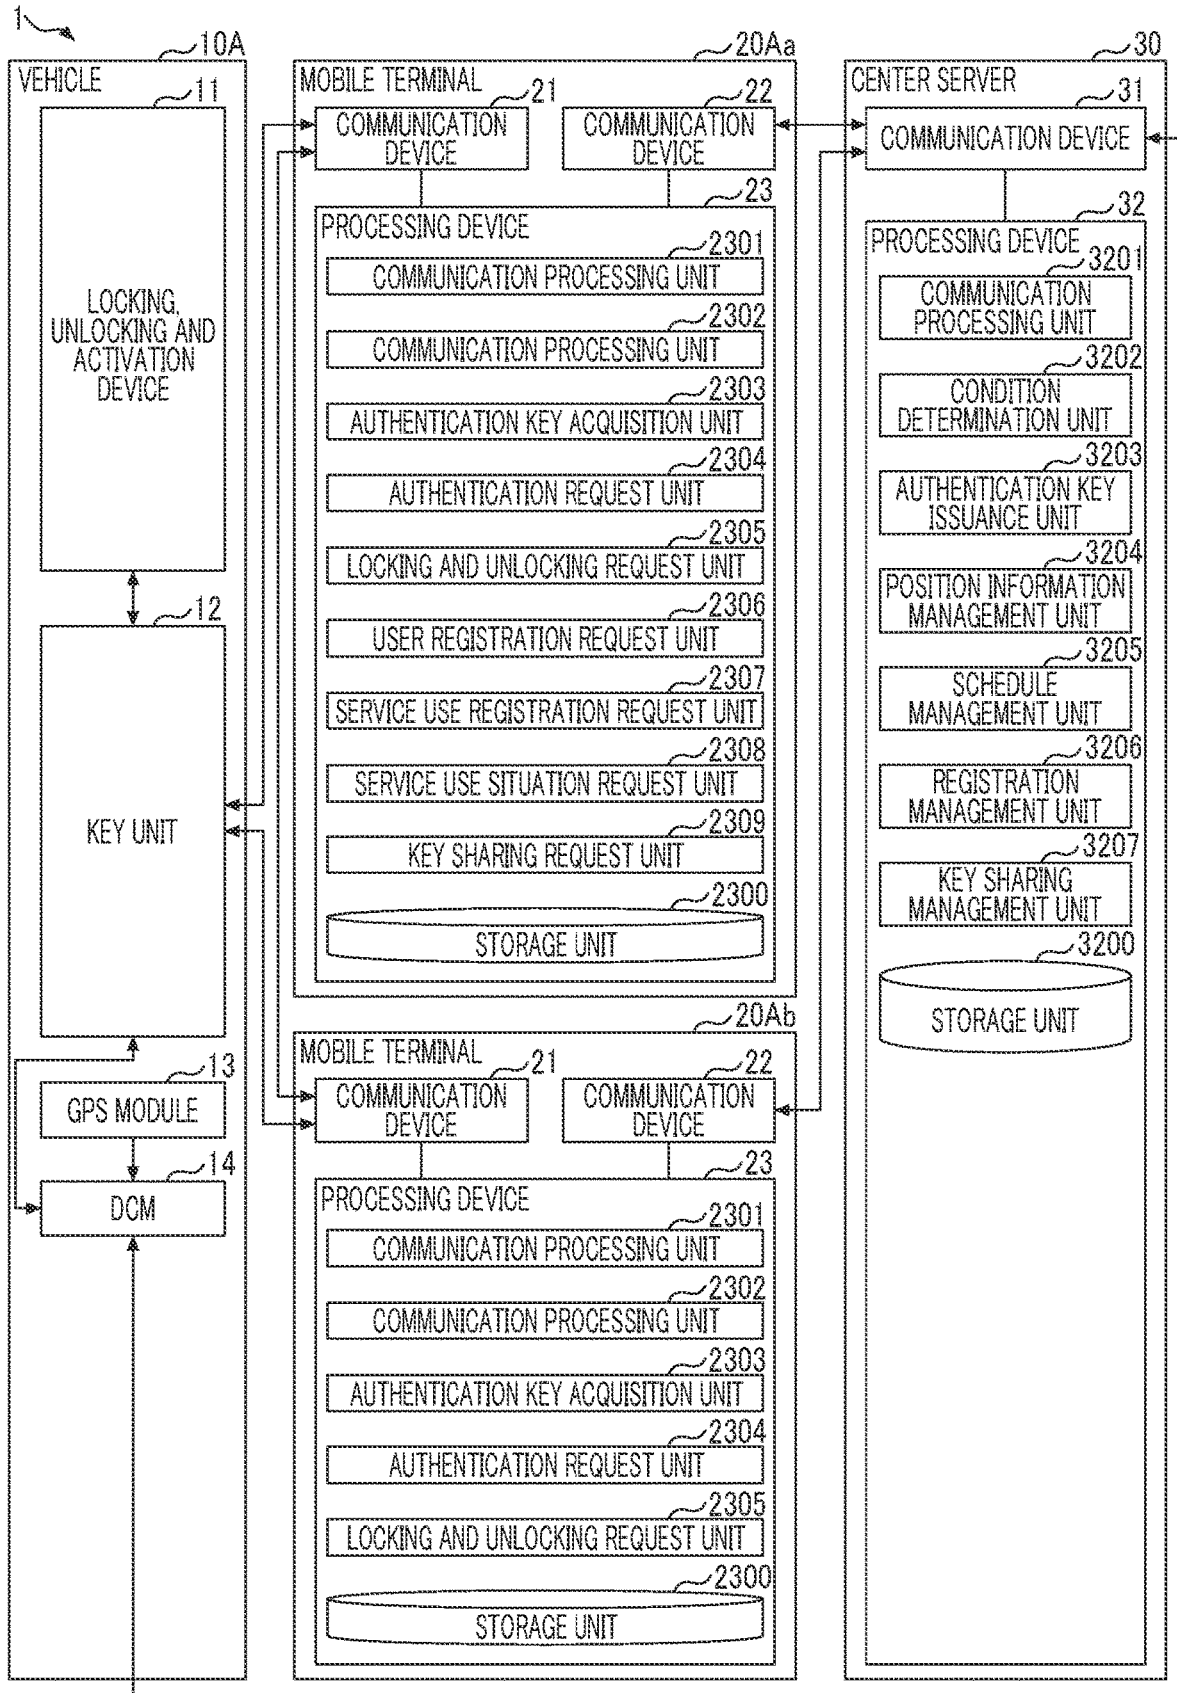 1
10A
VEHICLE
11
LOCKING,
UNLOCKING AND
ACTIVATION
DEVICE
12
KEY UNIT
13
GPS MODULE
14
DCM
20Aa
MOBILE TERMINAL
21
COMMUNICATION
DEVICE
22
COMMUNICATION
DEVICE
23
PROCESSING DEVICE
2301
COMMUNICATION PROCESSING UNIT
2302
COMMUNICATION PROCESSING UNIT
2303
AUTHENTICATION KEY ACQUISITION UNIT
2304
AUTHENTICATION REQUEST UNIT
2305
LOCKING AND UNLOCKING REQUEST UNIT
2306
USER REGISTRATION REQUEST UNIT
2307
SERVICE USE REGISTRATION REQUEST UNIT
2308
SERVICE USE SITUATION REQUEST UNIT
2309
KEY SHARING REQUEST UNIT
2300
STORAGE UNIT
20Ab
MOBILE TERMINAL
21
COMMUNICATION
DEVICE
22
COMMUNICATION
DEVICE
23
PROCESSING DEVICE
2301
COMMUNICATION PROCESSING UNIT
2302
COMMUNICATION PROCESSING UNIT
2303
AUTHENTICATION KEY ACQUISITION UNIT
2304
AUTHENTICATION REQUEST UNIT
2305
LOCKING AND UNLOCKING REQUEST UNIT
2300
STORAGE UNIT
30
CENTER SERVER
31
COMMUNICATION DEVICE
32
PROCESSING DEVICE
3201
COMMUNICATION
PROCESSING UNIT
3202
CONDITION
DETERMINATION UNIT
3203
AUTHENTICATION KEY
ISSUANCE UNIT
3204
POSITION INFORMATION
MANAGEMENT UNIT
3205
SCHEDULE
MANAGEMENT UNIT
3206
REGISTRATION
MANAGEMENT UNIT
3207
KEY SHARING
MANAGEMENT UNIT
3200
STORAGE UNIT